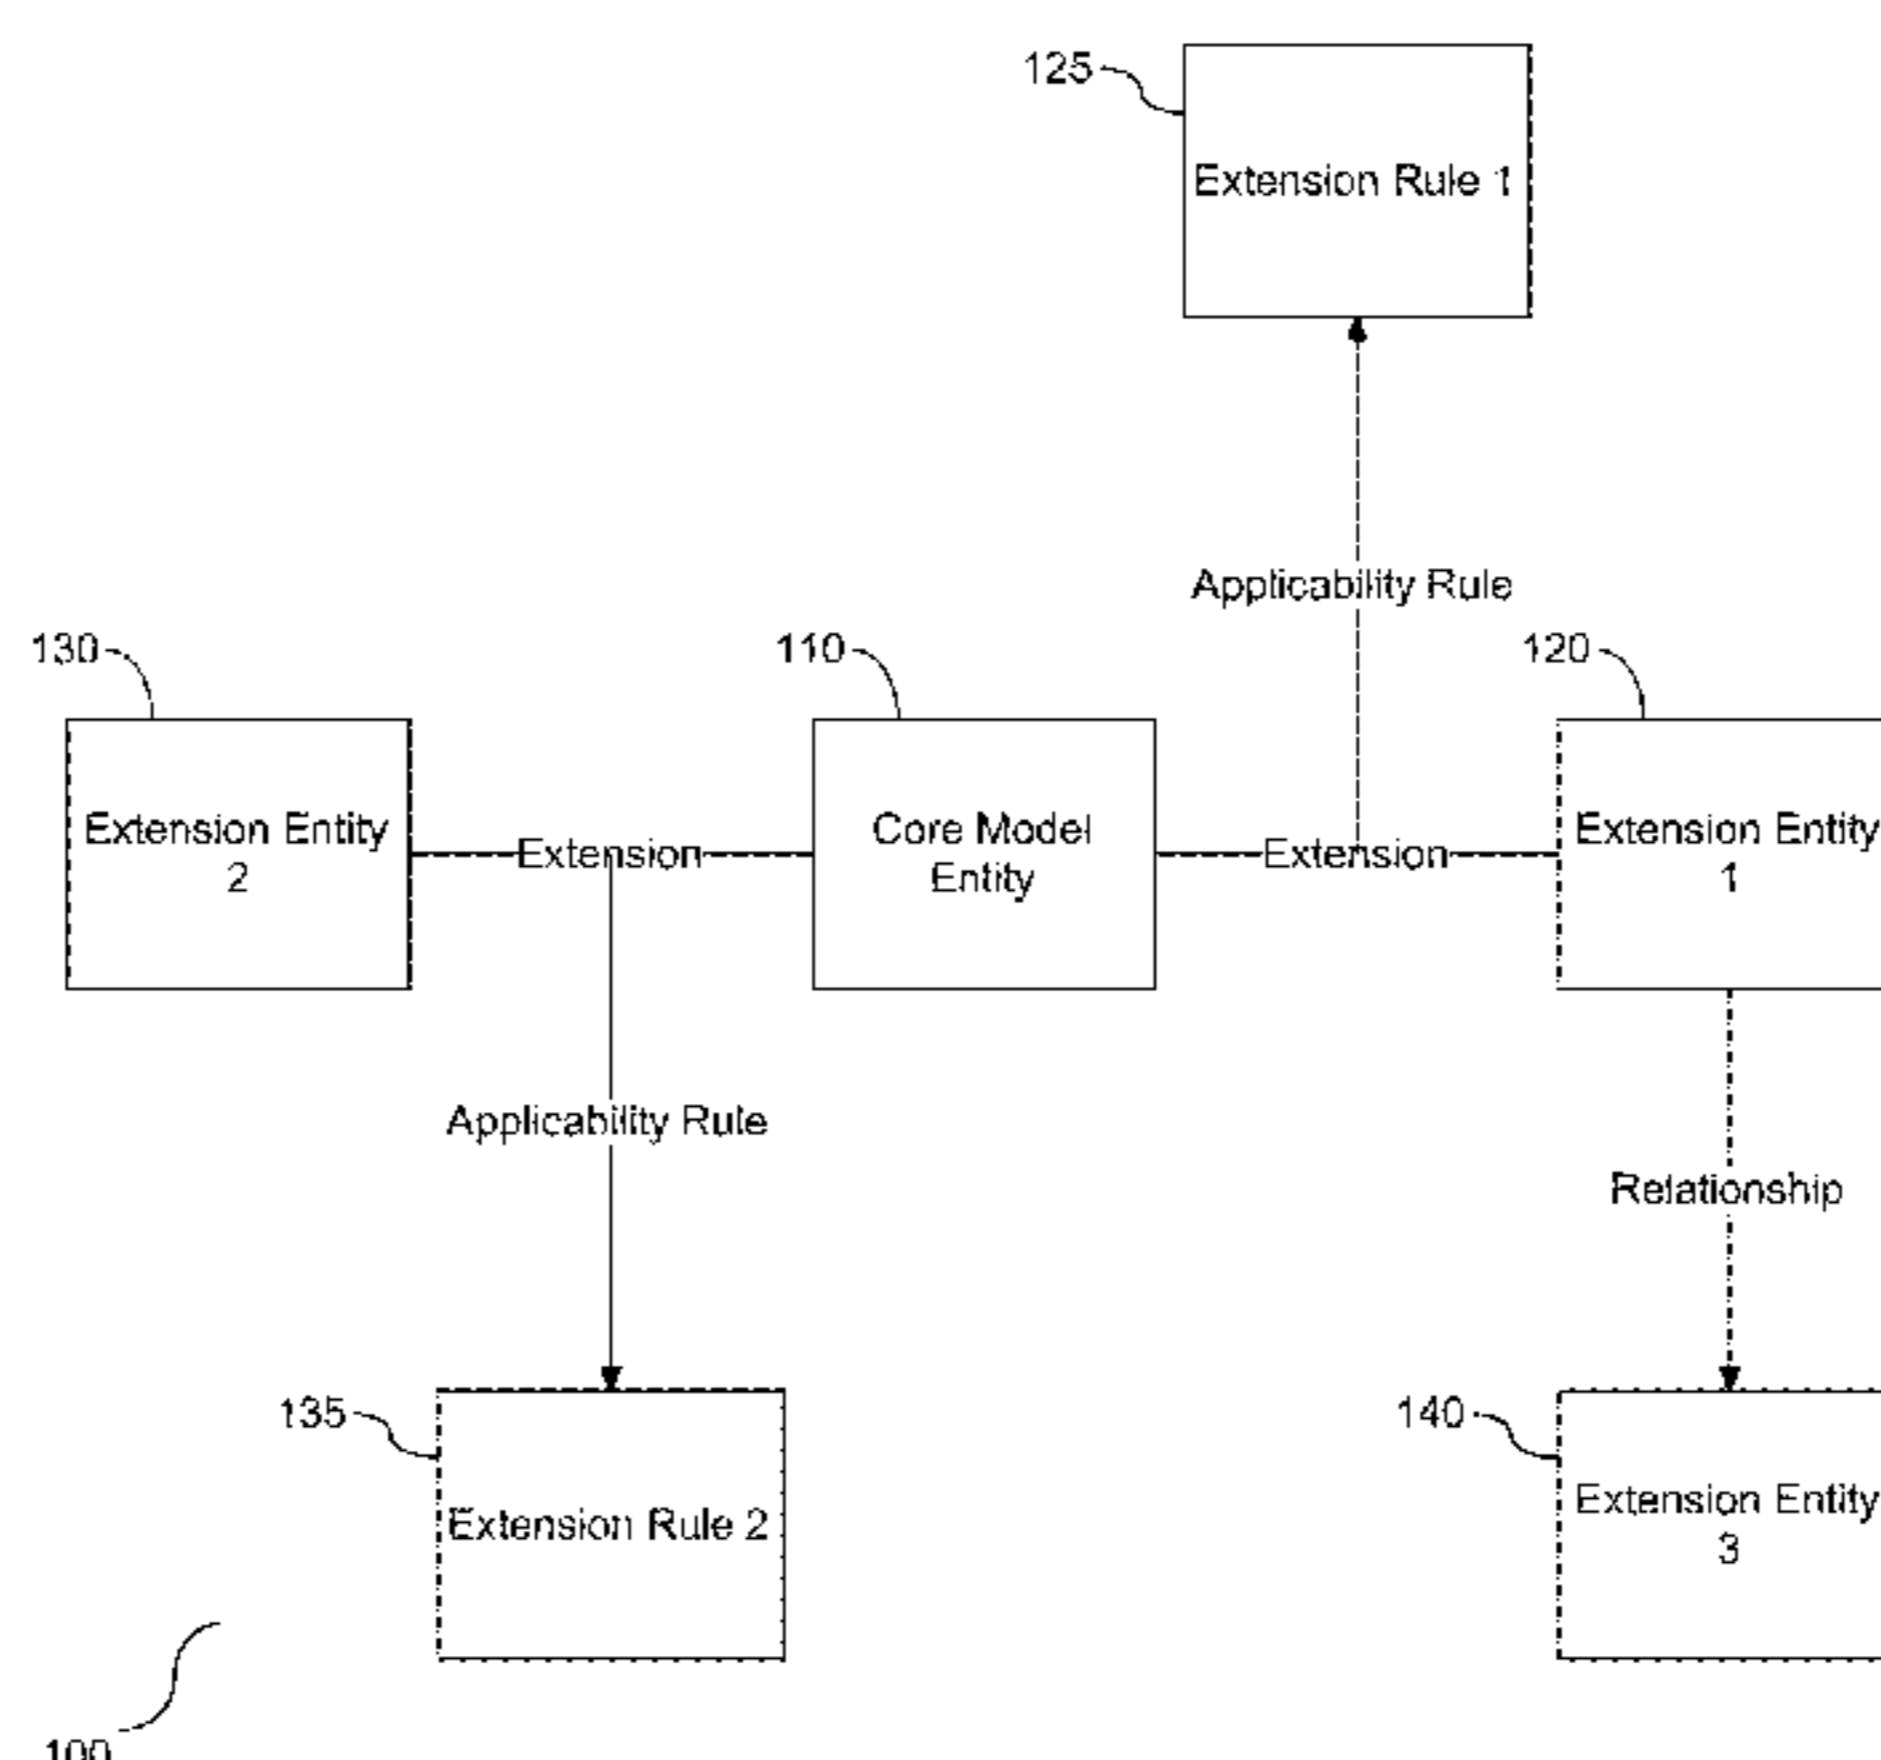 125
Extension Rule 1
Applicability Rule
130
110
120
Extension Entity
2
Extension
Core Model
Entity
Extension
Extension Entity
1
Applicability Rule
Relationship
135
140
Extension Rule 2
Extension Entity
3
100